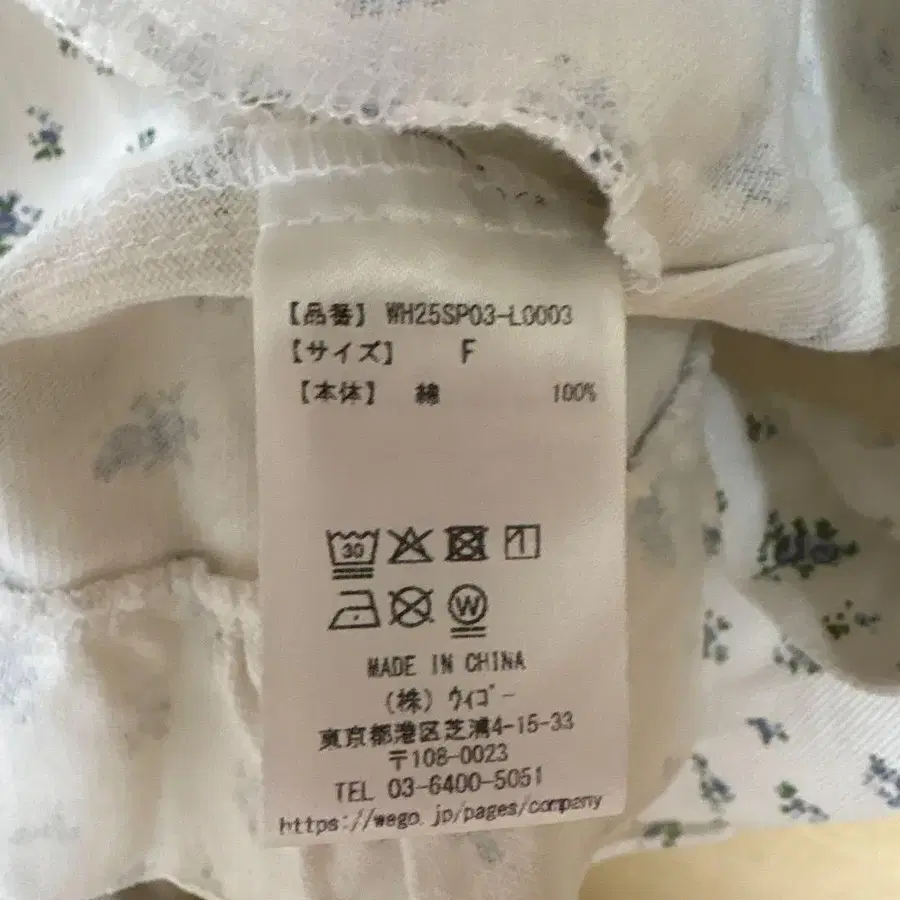 【品番】 WH25SP03-L0003
【サイズ】 F
【本体】 綿 100%
30
W
MADE IN CHINA
(株) ウィゴー
東京都港区芝浦4-15-33
〒108-0023
TEL 03-6400-5051
https://wego.jp/pages/company